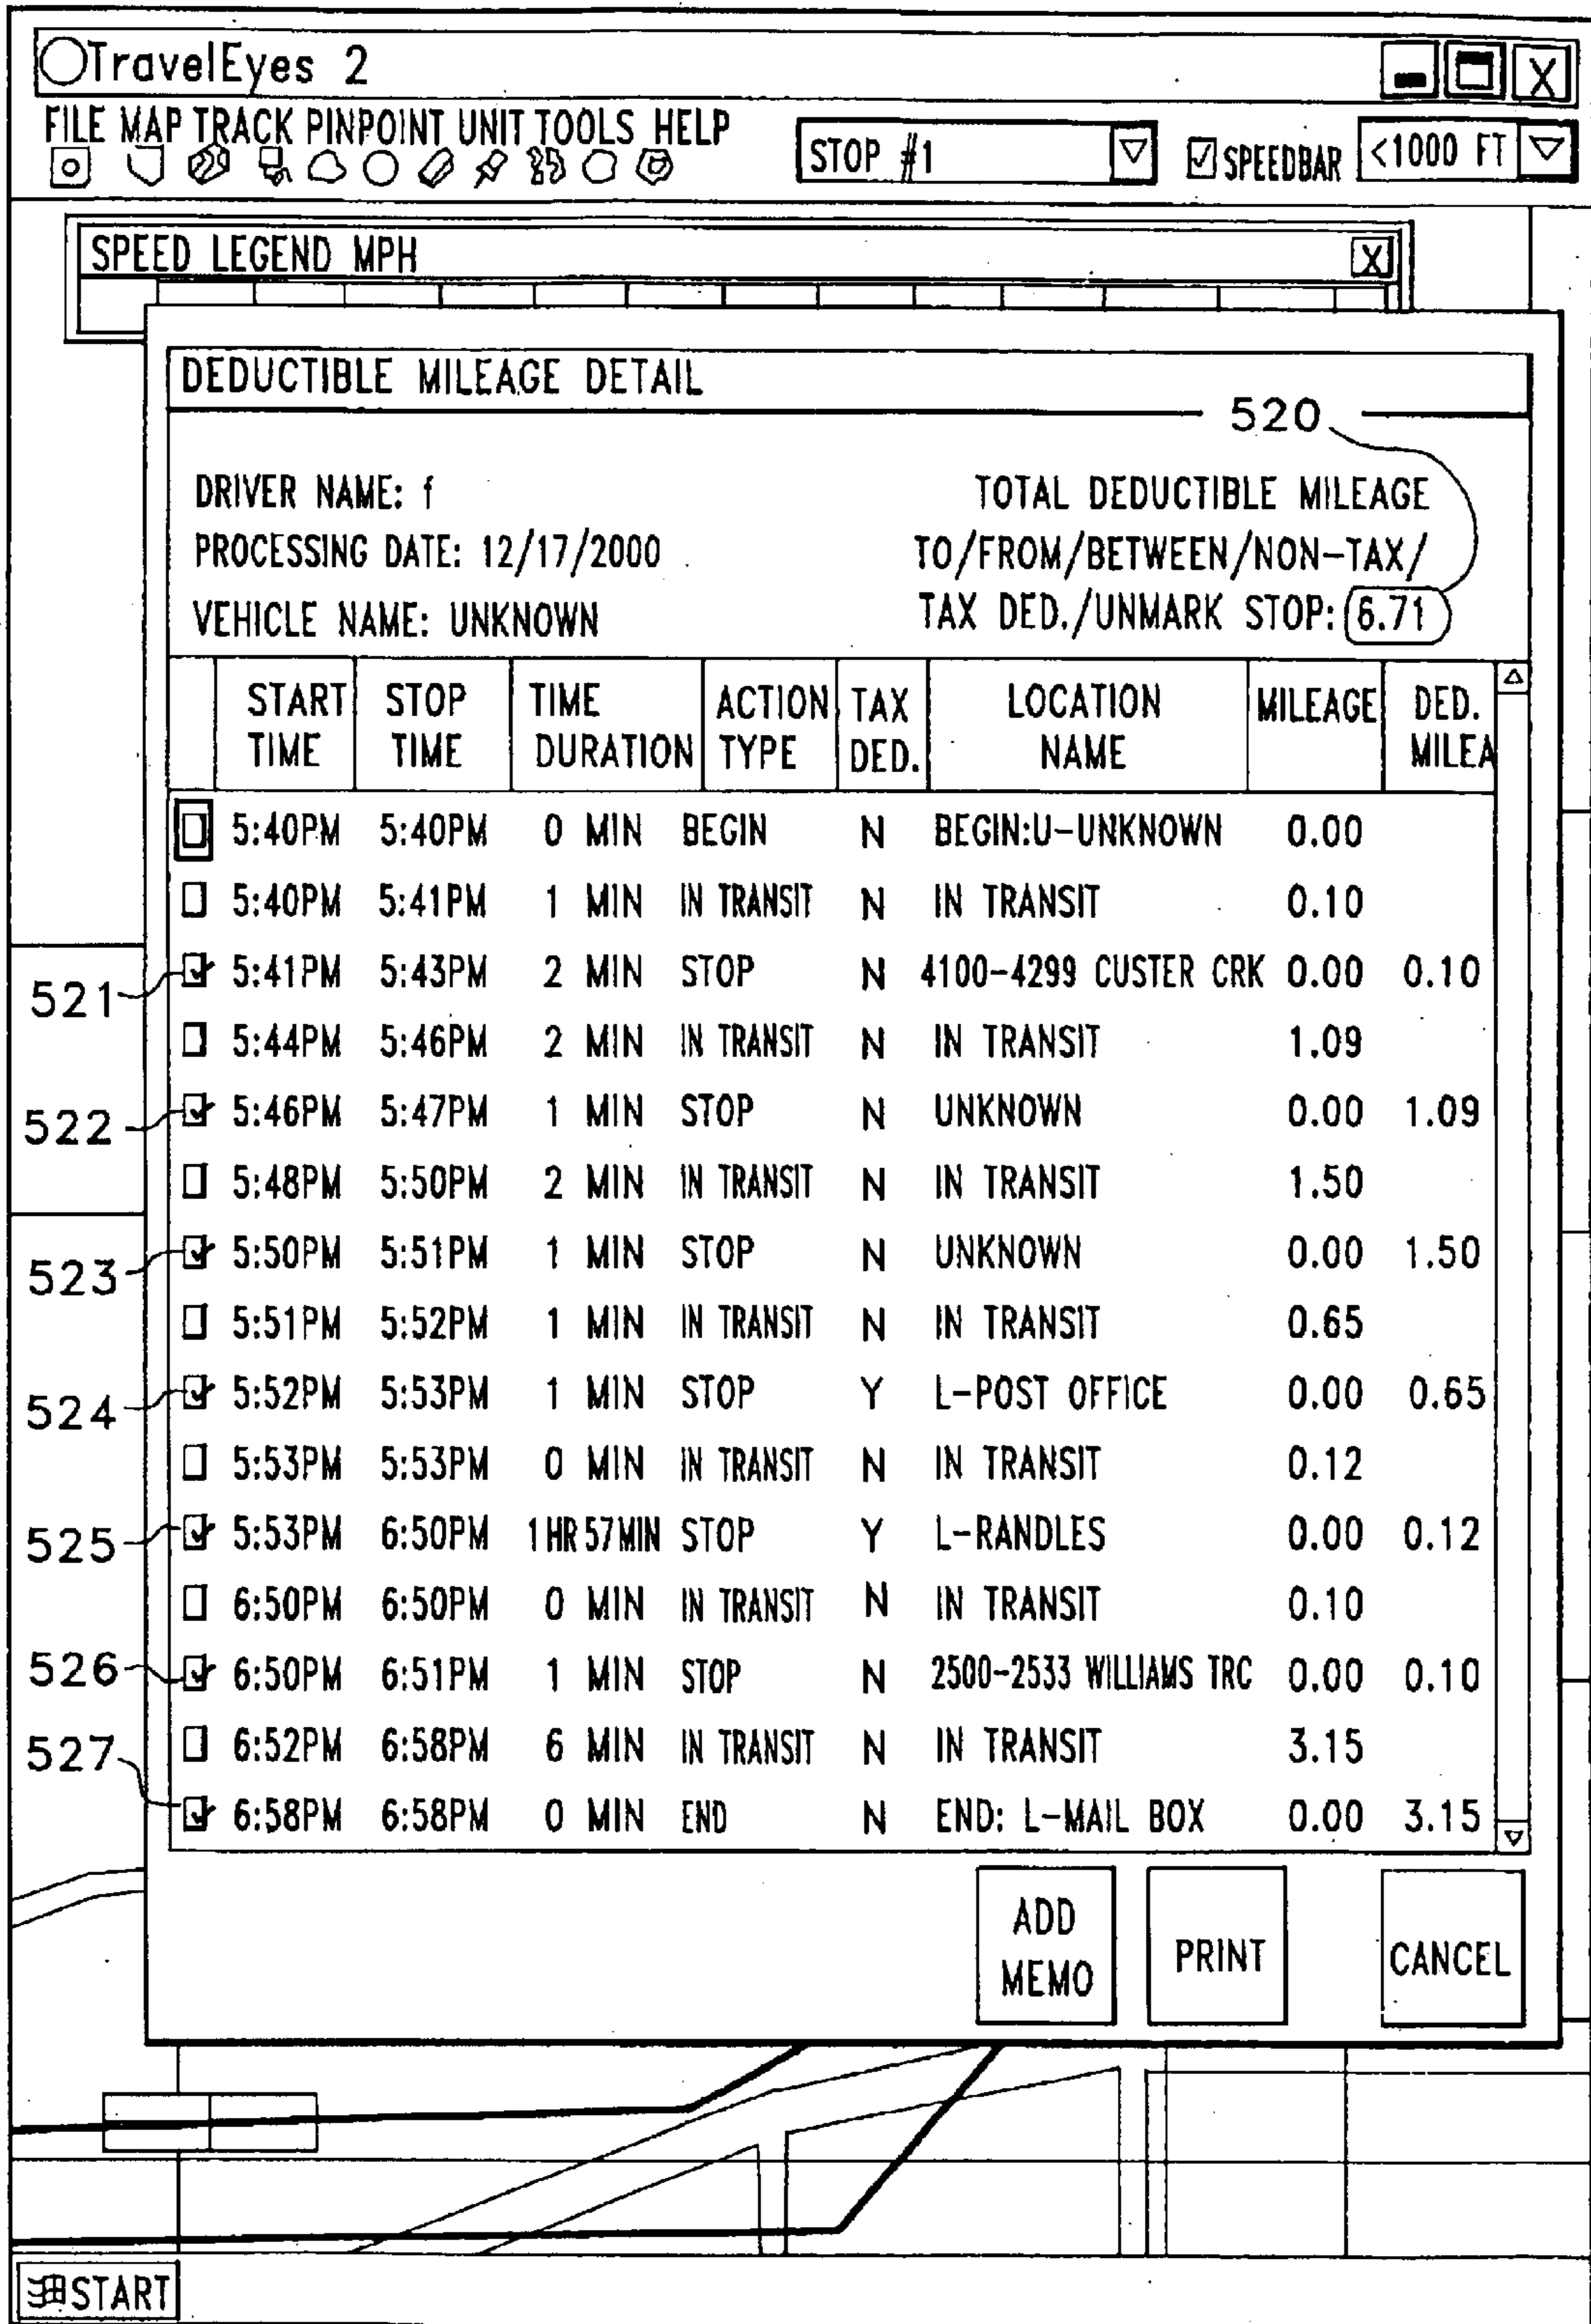 TravelEyes 2
X
FILE MAP TRACK PINPOINT UNIT TOOLS HELP
STOP #1
SPEEDBAR
<1000 FT
SPEED LEGEND MPH
X
DEDUCTIBLE MILEAGE DETAIL
520
DRIVER NAME: f
TOTAL DEDUCTIBLE MILEAGE
PROCESSING DATE: 12/17/2000
TO/FROM/BETWEEN/NON-TAX/
VEHICLE NAME: UNKNOWN
TAX DED./UNMARK STOP: 6.71
START TIME STOP TIME TIME DURATION ACTION TYPE TAX DED. LOCATION NAME MILEAGE DED. MILEA
5:40PM 5:40PM 0 MIN BEGIN N BEGIN:U-UNKNOWN 0.00
5:40PM 5:41PM 1 MIN IN TRANSIT N IN TRANSIT 0.10
521 5:41PM 5:43PM 2 MIN STOP N 4100-4299 CUSTER CRK 0.00 0.10
5:44PM 5:46PM 2 MIN IN TRANSIT N IN TRANSIT 1.09
522 5:46PM 5:47PM 1 MIN STOP N UNKNOWN 0.00 1.09
5:48PM 5:50PM 2 MIN IN TRANSIT N IN TRANSIT 1.50
523 5:50PM 5:51PM 1 MIN STOP N UNKNOWN 0.00 1.50
5:51PM 5:52PM 1 MIN IN TRANSIT N IN TRANSIT 0.65
524 5:52PM 5:53PM 1 MIN STOP Y L-POST OFFICE 0.00 0.65
5:53PM 5:53PM 0 MIN IN TRANSIT N IN TRANSIT 0.12
525 5:53PM 6:50PM 1 HR 57 MIN STOP Y L-RANDLES 0.00 0.12
6:50PM 6:50PM 0 MIN IN TRANSIT N IN TRANSIT 0.10
526 6:50PM 6:51PM 1 MIN STOP N 2500-2533 WILLIAMS TRC 0.00 0.10
527 6:52PM 6:58PM 6 MIN IN TRANSIT N IN TRANSIT 3.15
6:58PM 6:58PM 0 MIN END N END: L-MAIL BOX 0.00 3.15
ADD MEMO
PRINT
CANCEL
START